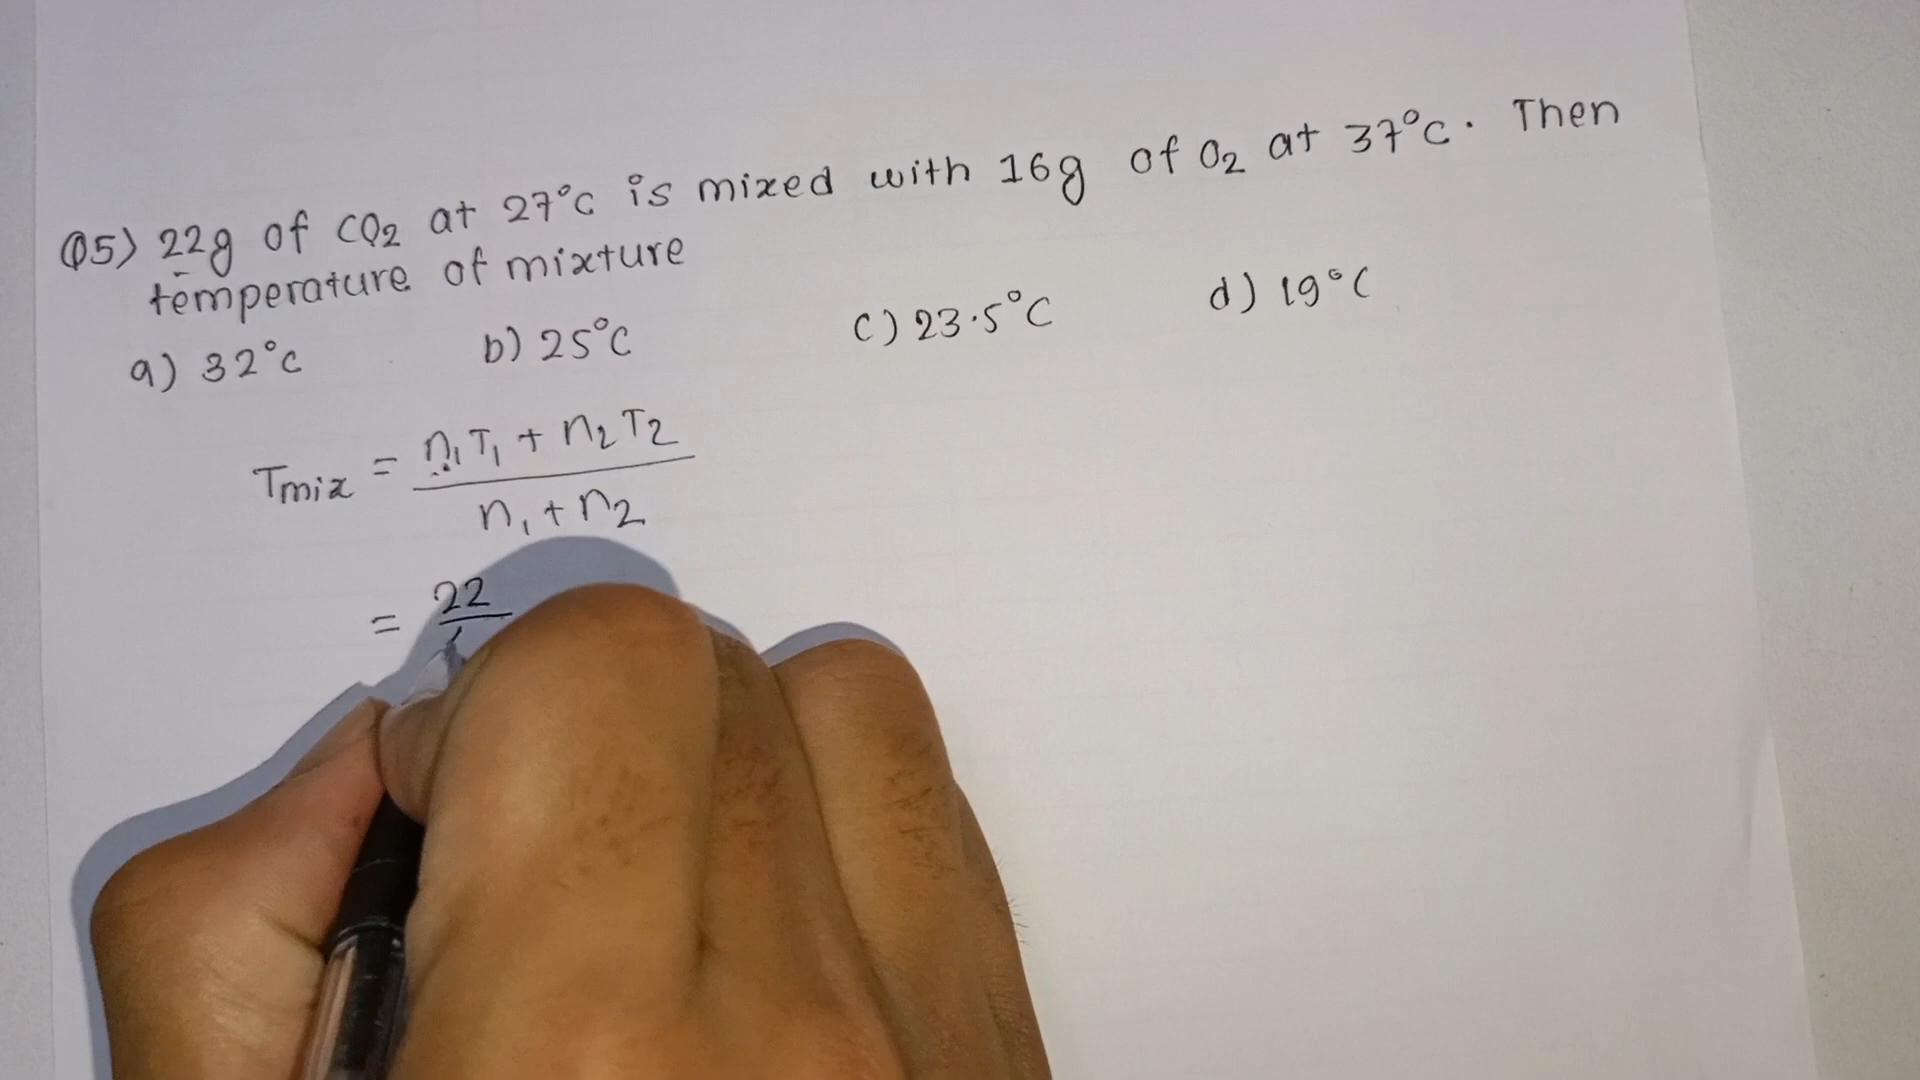 Q5) 22g of CO2 at 27°C is mixed with 16g of O2 at 37°C. Then
temperature of mixture
a) 32°C b) 25°C c) 23.5°C d) 19°C
Tmix = n1T1 + n2T2
n1 + n2
= 22